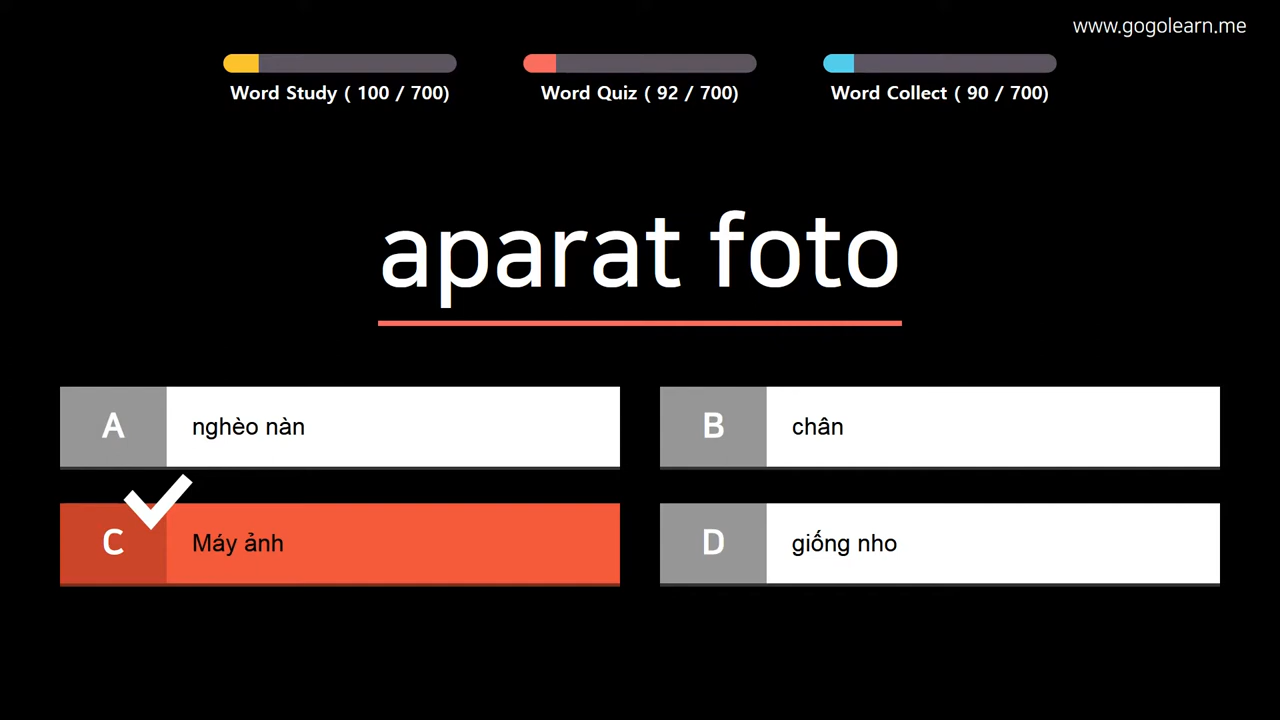 www.gogolearn.me
Word Study ( 100 / 700)
Word Quiz ( 92 / 700)
Word Collect ( 90 / 700)
aparat foto
A nghèo nàn
B chân
C Máy ảnh
D giống nho